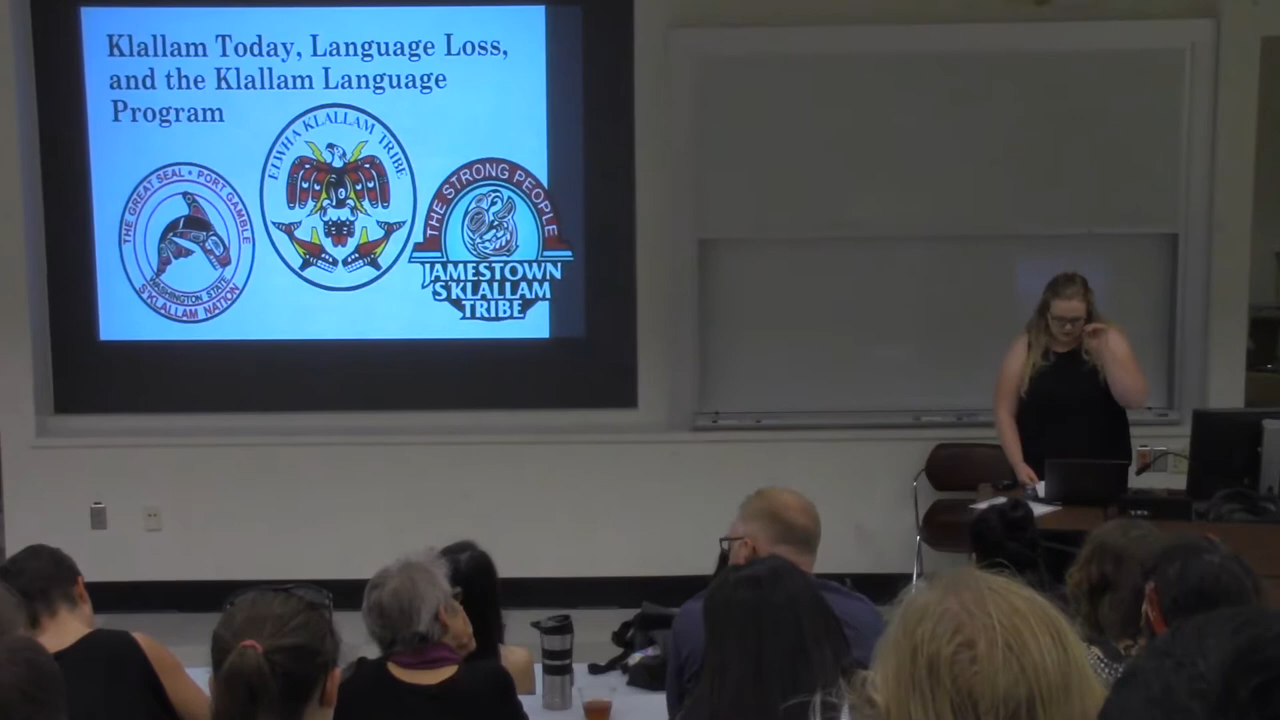 Klallam Today, Language Loss,
and the Klallam Language
Program
THE GREAT SEAL • PORT GAMBLE
WASHINGTON STATE
S'KLALLAM NATION
ELWHA KLALLAM TRIBE
THE STRONG PEOPLE
JAMESTOWN
S'KLALLAM
TRIBE